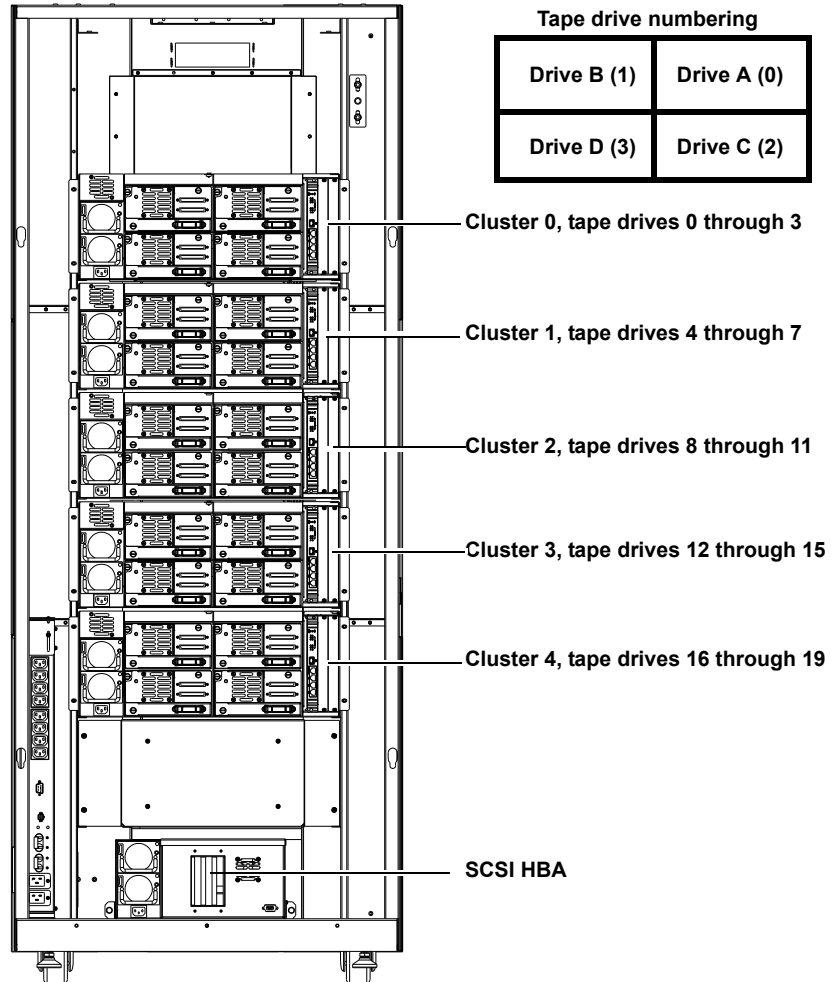 Tape drive numbering
Drive B (1) Drive A (0)
Drive D (3) Drive C (2)
Cluster 0, tape drives 0 through 3
Cluster 1, tape drives 4 through 7
Cluster 2, tape drives 8 through 11
Cluster 3, tape drives 12 through 15
Cluster 4, tape drives 16 through 19
SCSI HBA